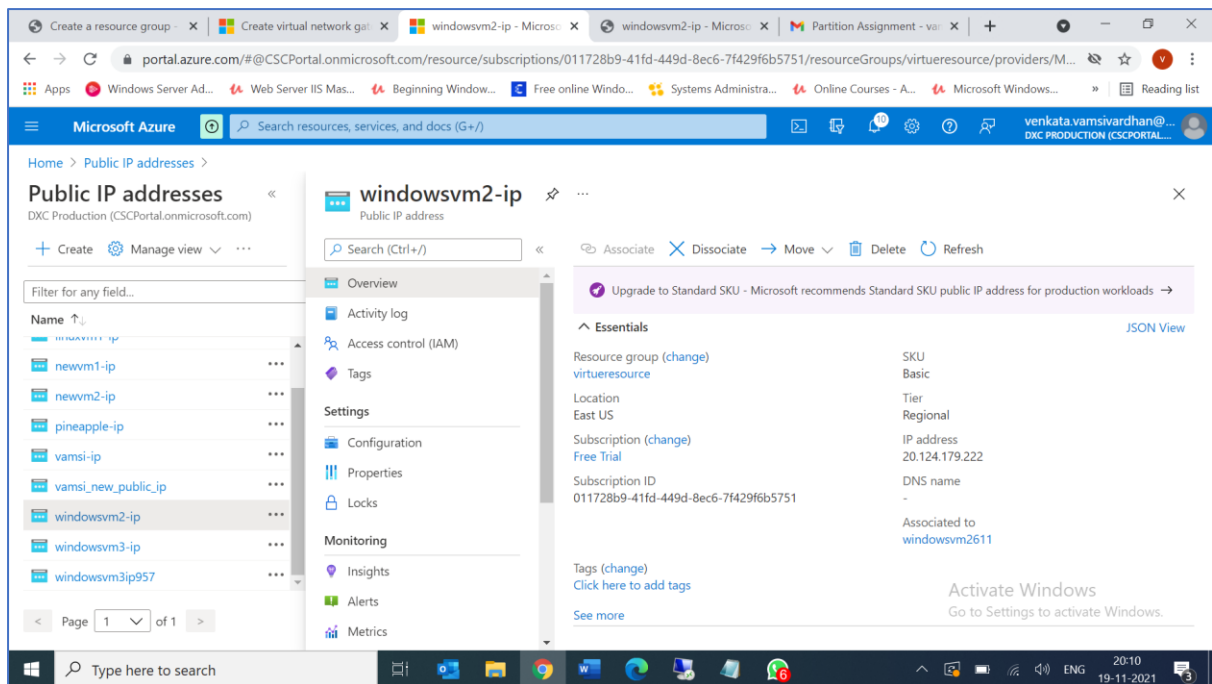 Create a resource group -
Create virtual network gat
windowsvm2-ip - Microso
windowsvm2-ip - Microso
Partition Assignment - var
portal.azure.com/#@CSCPortal.onmicrosoft.com/resource/subscriptions/011728b9-41fd-449d-8ec6-7f429f6b5751/resourceGroups/virtueresource/providers/M...
V
Apps
Windows Server Ad...
Web Server IIS Mas...
Beginning Window...
Free online Windo...
Systems Administra...
Online Courses - A...
Microsoft Windows...
»
Reading list
Microsoft Azure
Search resources, services, and docs (G+/)
10
venkata.vamsivardhan@...
DXC PRODUCTION (CSCPORTAL....
Home > Public IP addresses >
Public IP addresses
«
DXC Production (CSCPortal.onmicrosoft.com)
+ Create
Manage view
...
Filter for any field...
Name ↑↓
linuxvm1-ip
newvm1-ip
...
newvm2-ip
...
pineapple-ip
...
vamsi-ip
...
vamsi_new_public_ip
...
windowsvm2-ip
...
windowsvm3-ip
...
windowsvm3ip957
...
< Page 1 of 1 >
windowsvm2-ip
...
Public IP address
Search (Ctrl+/)
«
Overview
Activity log
Access control (IAM)
Tags
Settings
Configuration
Properties
Locks
Monitoring
Insights
Alerts
Metrics
Associate
Dissociate
Move
Delete
Refresh
Upgrade to Standard SKU - Microsoft recommends Standard SKU public IP address for production workloads →
Essentials
JSON View
Resource group (change)
virtueresource
Location
East US
Subscription (change)
Free Trial
Subscription ID
011728b9-41fd-449d-8ec6-7f429f6b5751
SKU
Basic
Tier
Regional
IP address
20.124.179.222
DNS name
-
Associated to
windowsvm2611
Tags (change)
Click here to add tags
See more
Activate Windows
Go to Settings to activate Windows.
Type here to search
6
ENG
20:10
19-11-2021
3